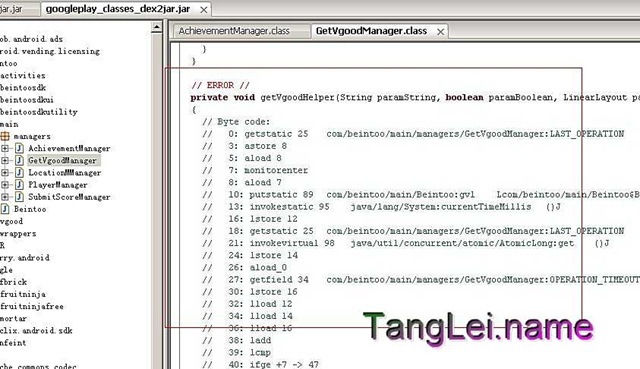 jar.jar
googleplay_classes_dex2jar.jar
ob.android.ads
roid.vending.licensing
eintoo
activities
beintoosdk
beintoosdkui
beintoosdkutility
main
managers
AchievementManager
GetVgoodManager
LocationMManager
PlayerManager
SubmitScoreManager
Beintoo
vgood
wrappers
R
rry.android
gle
fbrick
fruitninja
fruitninjafree
mortar
clix.android.sdk
nfeint
che.commons.codec
AchievementManager.class
GetVgoodManager.class
}
}
// ERROR //
private void getVgoodHelper(String paramString, boolean paramBoolean, LinearLayout pa
{
// Byte code:
// 0: getstatic 25 com/beintoo/main/managers/GetVgoodManager:LAST_OPERATION
// 3: astore 8
// 5: aload 8
// 7: monitorenter
// 8: aload 7
// 10: putstatic 89 com/beintoo/main/Beintoo:gvl Lcom/beintoo/main/Beintoo$B
// 13: invokestatic 95 java/lang/System:currentTimeMillis ()J
// 16: lstore 12
// 18: getstatic 25 com/beintoo/main/managers/GetVgoodManager:LAST_OPERATION
// 21: invokevirtual 98 java/util/concurrent/atomic/AtomicLong:get ()J
// 24: lstore 14
// 26: aload_0
// 27: getfield 34 com/beintoo/main/managers/GetVgoodManager:OPERATION_TIMEOUT
// 30: lstore 16
// 32: lload 12
// 34: lload 14
// 36: lload 16
// 38: ladd
// 39: lcmp
// 40: ifge +7 -> 47
TangLei.name